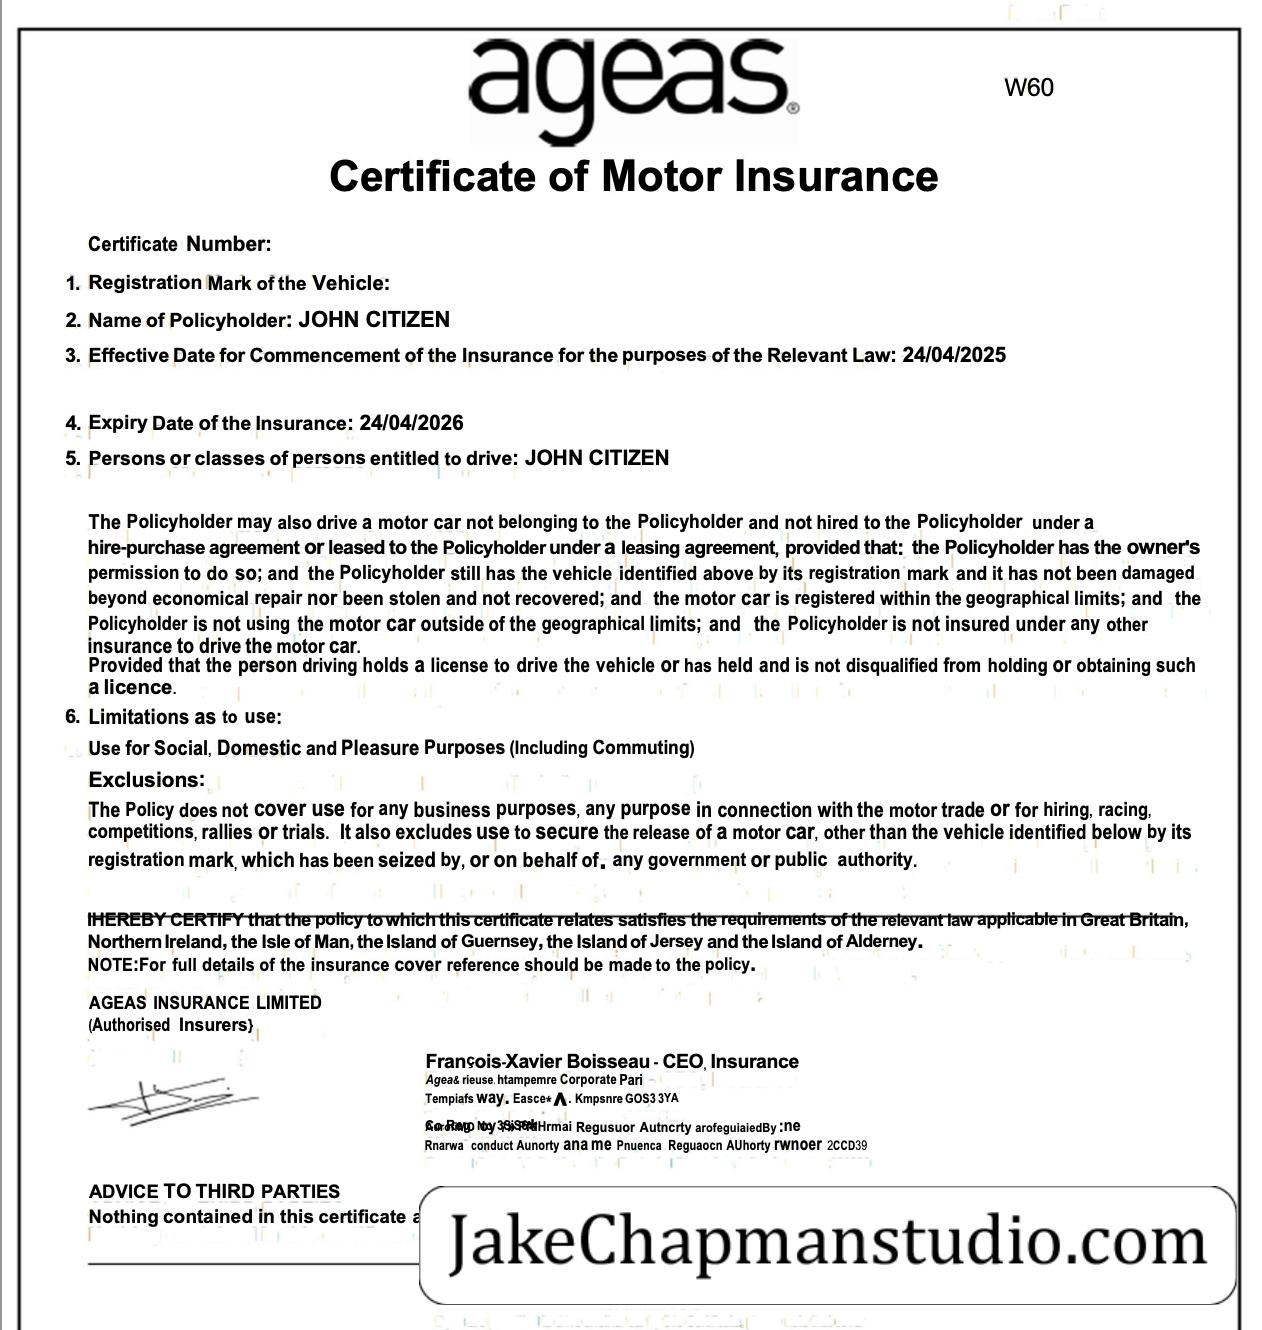 ageas®
W60
Certificate of Motor Insurance
Certificate Number:
1. Registration Mark of the Vehicle:
2. Name of Policyholder: JOHN CITIZEN
3. Effective Date for Commencement of the Insurance for the purposes of the Relevant Law: 24/04/2025
4. Expiry Date of the Insurance: 24/04/2026
5. Persons or classes of persons entitled to drive: JOHN CITIZEN
The Policyholder may also drive a motor car not belonging to the Policyholder and not hired to the Policyholder under a
hire-purchase agreement or leased to the Policyholder under a leasing agreement, provided that: the Policyholder has the owner's
permission to do so; and the Policyholder still has the vehicle identified above by its registration mark and it has not been damaged
beyond economical repair nor been stolen and not recovered; and the motor car is registered within the geographical limits; and the
Policyholder is not using the motor car outside of the geographical limits; and the Policyholder is not insured under any other
insurance to drive the motor car.
Provided that the person driving holds a license to drive the vehicle or has held and is not disqualified from holding or obtaining such
a licence.
6. Limitations as to use:
Use for Social, Domestic and Pleasure Purposes (Including Commuting)
Exclusions:
The Policy does not cover use for any business purposes, any purpose in connection with the motor trade or for hiring, racing,
competitions, rallies or trials. It also excludes use to secure the release of a motor car, other than the vehicle identified below by its
registration mark, which has been seized by, or on behalf of. any government or public authority.
IHEREBY CERTIFY that the policy to which this certificate relates satisfies the requirements of the relevant law applicable in Great Britain,
Northern Ireland, the Isle of Man, the Island of Guernsey, the Island of Jersey and the Island of Alderney.
NOTE:For full details of the insurance cover reference should be made to the policy.
AGEAS INSURANCE LIMITED
(Authorised Insurers}
François-Xavier Boisseau - CEO, Insurance
Agea& rieuse. htampemre Corporate Pari
Tempiafs way. Easce* Λ. Kmpsnre GOS3 3YA
Hrmai Regusuor Autncrty arofeguiaiedBy :ne
Rnarwa conduct Aunorty ana me Pnuenca Reguaocn AUhorty rwnoer 2CCD39
ADVICE TO THIRD PARTIES
Nothing contained in this certificate a
JakeChapmanstudio.com